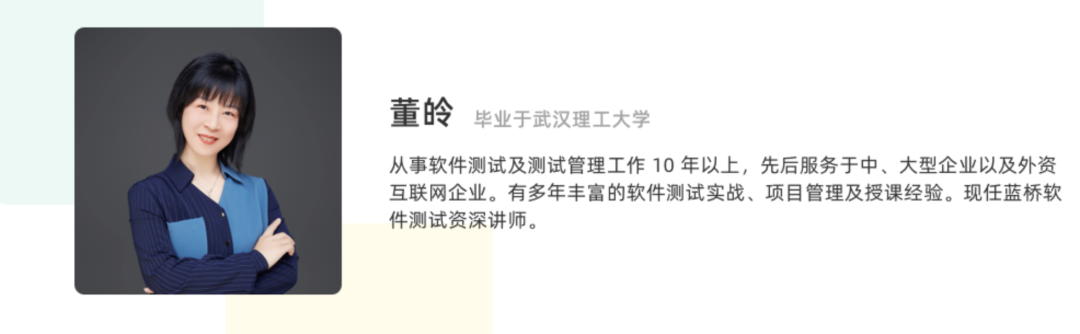 董皊 毕业于武汉理工大学
从事软件测试及测试管理工作 10 年以上，先后服务于中、大型企业以及外资
互联网企业。有多年丰富的软件测试实战、项目管理及授课经验。现任蓝桥软
件测试资深讲师。